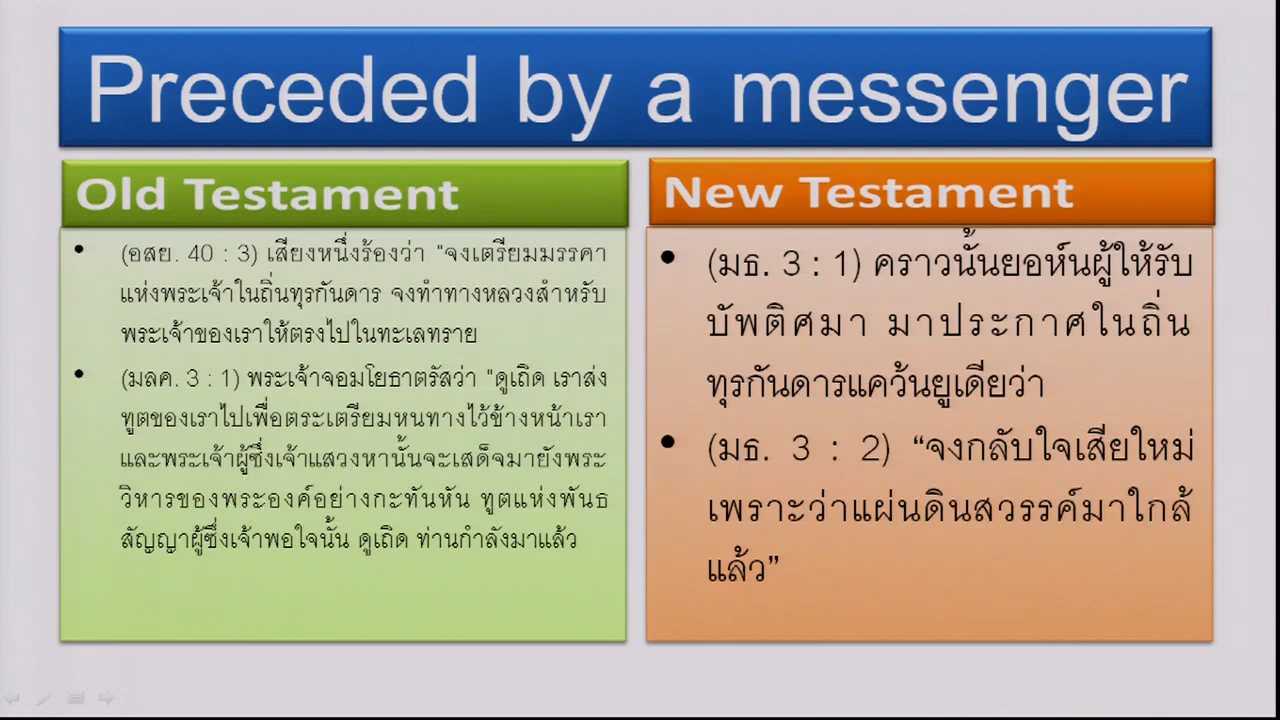 Preceded by a messenger
Old Testament
(อสย. 40 : 3) เสียงหนึ่งร้องว่า "จงเตรียมมรรคา
แห่งพระเจ้าในถิ่นทุรกันดาร จงทำทางหลวงสำหรับ
พระเจ้าของเราให้ตรงไปในทะเลทราย
(มลค. 3 : 1) พระเจ้าจอมโยธาตรัสว่า "ดูเถิด เราส่ง
ทูตของเราไปเพื่อตระเตรียมหนทางไว้ข้างหน้าเรา
และพระเจ้าผู้ซึ่งเจ้าแสวงหานั้นจะเสด็จมายังพระ
วิหารของพระองค์อย่างกะทันหัน ทูตแห่งพันธ
สัญญาผู้ซึ่งเจ้าพอใจนั้น ดูเถิด ท่านกำลังมาแล้ว
New Testament
(มธ. 3 : 1) คราวนั้นยอห์นผู้ให้รับ
บัพติศมา มาประกาศในถิ่น
ทุรกันดารแคว้นยูเดียว่า
(มธ. 3 : 2) “จงกลับใจเสียใหม่
เพราะว่าแผ่นดินสวรรค์มาใกล้
แล้ว”